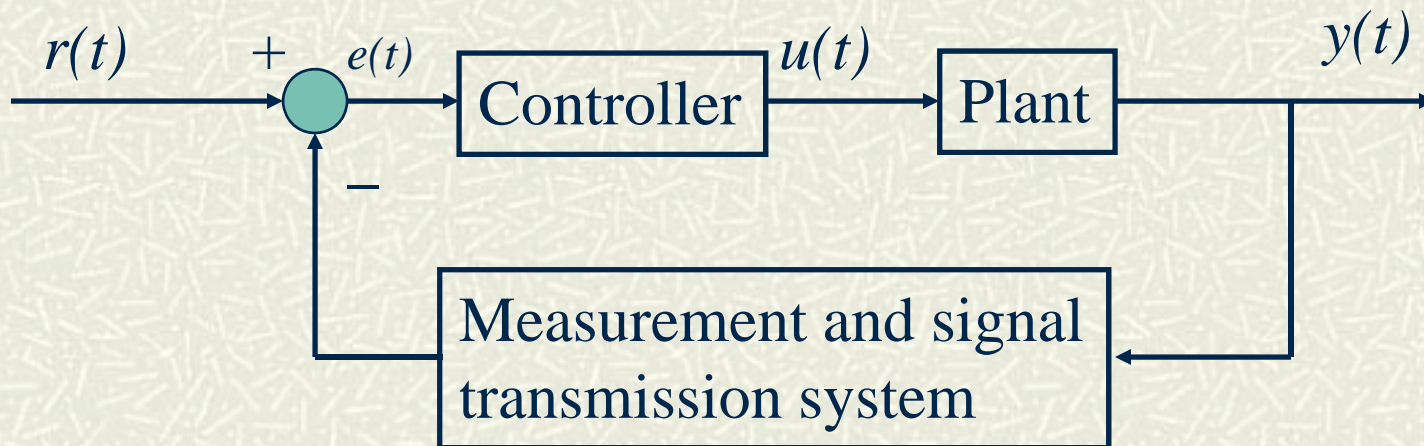 r(t)
+
e(t)
Controller
u(t)
Plant
y(t)
−
Measurement and signal
transmission system